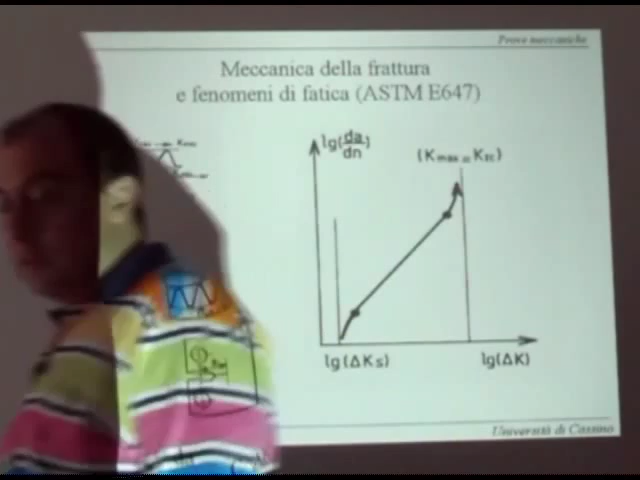 Prove meccaniche
Meccanica della frattura
e fenomeni di fatica (ASTM E647)
lg(da/dn)
(Kmax = KIc)
lg(ΔKs)
lg(ΔK)
Università di Cassino